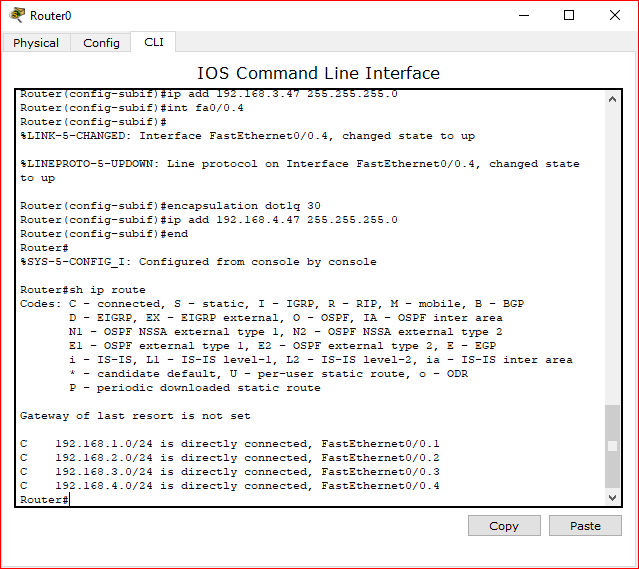 Router0
Physical Config CLI
IOS Command Line Interface
Router(config-subif)#ip add 192.168.3.47 255.255.255.0
Router(config-subif)#int fa0/0.4
Router(config-subif)#
%LINK-5-CHANGED: Interface FastEthernet0/0.4, changed state to up
%LINEPROTO-5-UPDOWN: Line protocol on Interface FastEthernet0/0.4, changed state
to up
Router(config-subif)#encapsulation dot1q 30
Router(config-subif)#ip add 192.168.4.47 255.255.255.0
Router(config-subif)#end
Router#
%SYS-5-CONFIG_I: Configured from console by console
Router#sh ip route
Codes: C - connected, S - static, I - IGRP, R - RIP, M - mobile, B - BGP
D - EIGRP, EX - EIGRP external, O - OSPF, IA - OSPF inter area
N1 - OSPF NSSA external type 1, N2 - OSPF NSSA external type 2
E1 - OSPF external type 1, E2 - OSPF external type 2, E - EGP
i - IS-IS, L1 - IS-IS level-1, L2 - IS-IS level-2, ia - IS-IS inter area
* - candidate default, U - per-user static route, o - ODR
P - periodic downloaded static route
Gateway of last resort is not set
C 192.168.1.0/24 is directly connected, FastEthernet0/0.1
C 192.168.2.0/24 is directly connected, FastEthernet0/0.2
C 192.168.3.0/24 is directly connected, FastEthernet0/0.3
C 192.168.4.0/24 is directly connected, FastEthernet0/0.4
Router#
Copy Paste